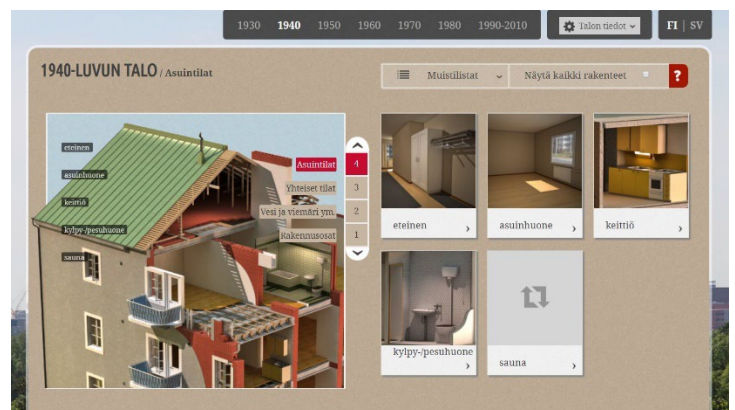 1930 1940 1950 1960 1970 1980 1990-2010 Talon tiedot FI | SV
1940-LUVUN TALO / Asuintilat
Muistilistat Näytä kaikki rakenteet ?
eteinen
asuinhuone
keittiö
kylpy-/pesuhuone
sauna
Asuintilat 4
Yhteiset tilat 3
Vesi ja viemäri ym. 2
Rakennusosat 1
eteinen
asuinhuone
keittiö
kylpy-/pesuhuone
sauna